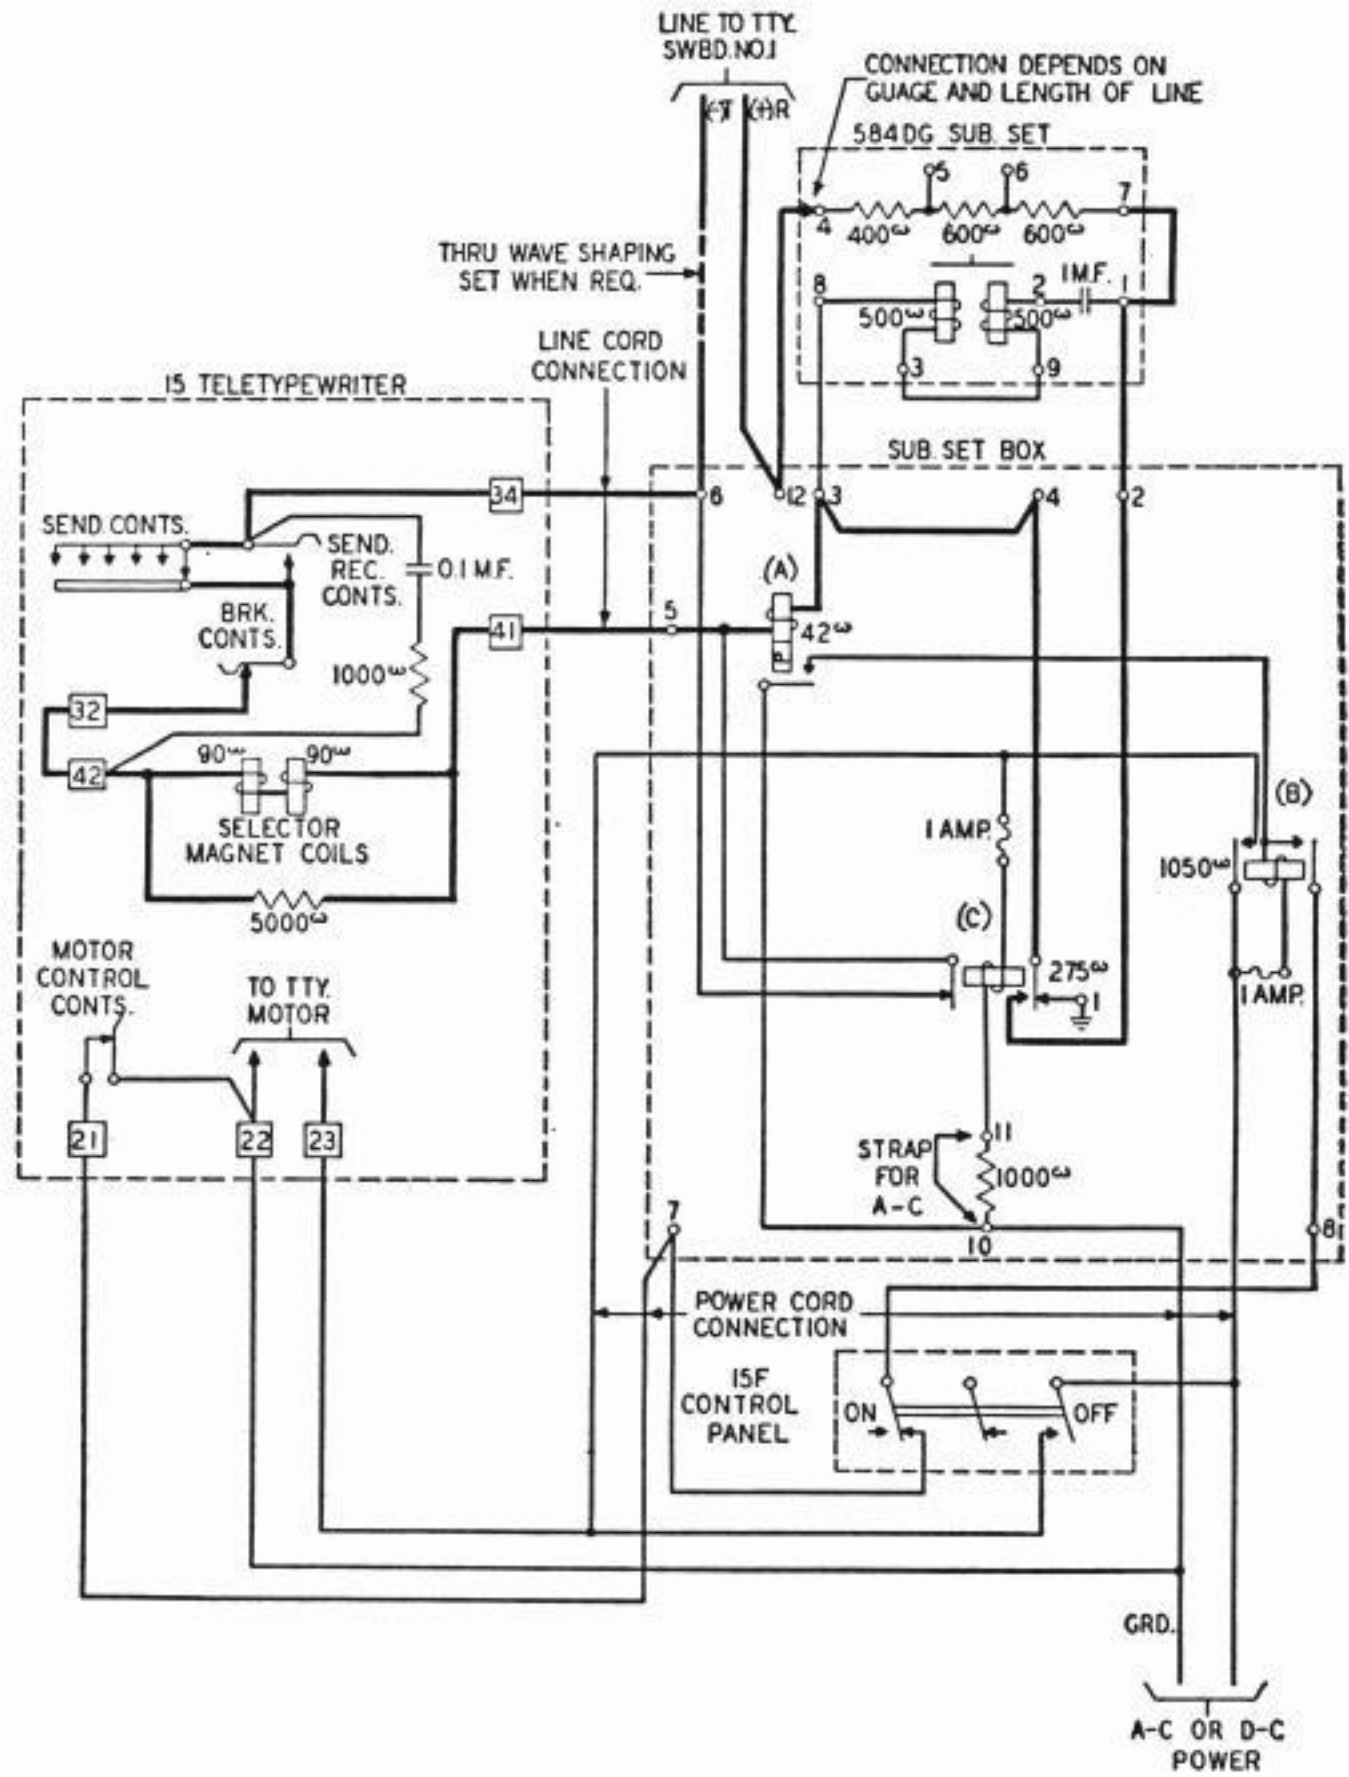 LINE TO TTY.
SWBD. NO.1
(-)T (+)R
CONNECTION DEPENDS ON
GUAGE AND LENGTH OF LINE
584DG SUB. SET
5 6
4 7
400ω 600ω 600ω
THRU WAVE SHAPING
SET WHEN REQ.
8 2 1 M.F. 1
500ω 500ω
3 9
LINE CORD
CONNECTION
15 TELETYPEWRITER
SUB. SET BOX
34 6 12 3 4 2
SEND. CONTS.
SEND.
REC.
CONTS.
0.1 M.F.
(A)
BRK.
CONTS.
41 5 42ω
P
1000ω
32
42 90ω 90ω
SELECTOR
MAGNET COILS
5000ω
1 AMP.
(B)
1050ω
(C)
275ω
1
1 AMP.
MOTOR
CONTROL
CONTS.
TO TTY.
MOTOR
21 22 23
STRAP
FOR
A-C
11
1000ω
10
7 8
POWER CORD
CONNECTION
15F
CONTROL
PANEL
ON OFF
GRD.
A-C OR D-C
POWER